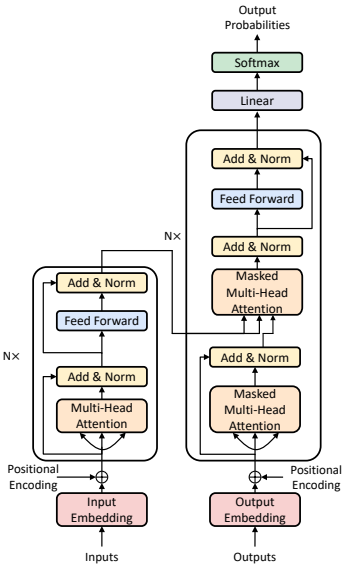 Output
Probabilities
Softmax
Linear
Add & Norm
Feed Forward
Add & Norm
Masked
Multi-Head
Attention
Add & Norm
Masked
Multi-Head
Attention
N×
Positional
Encoding
Output
Embedding
Outputs
Add & Norm
Feed Forward
Add & Norm
Multi-Head
Attention
N×
Positional
Encoding
Input
Embedding
Inputs